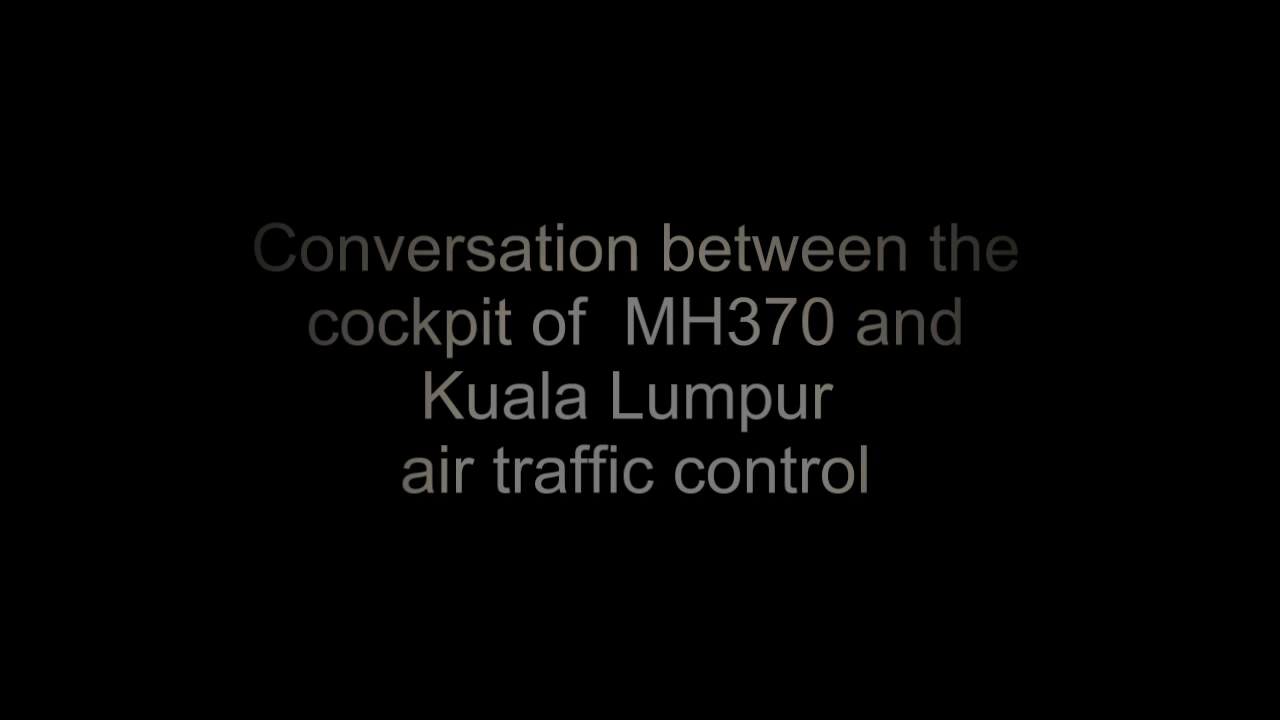 Conversation between the
cockpit of  MH370 and
Kuala Lumpur
air traffic control